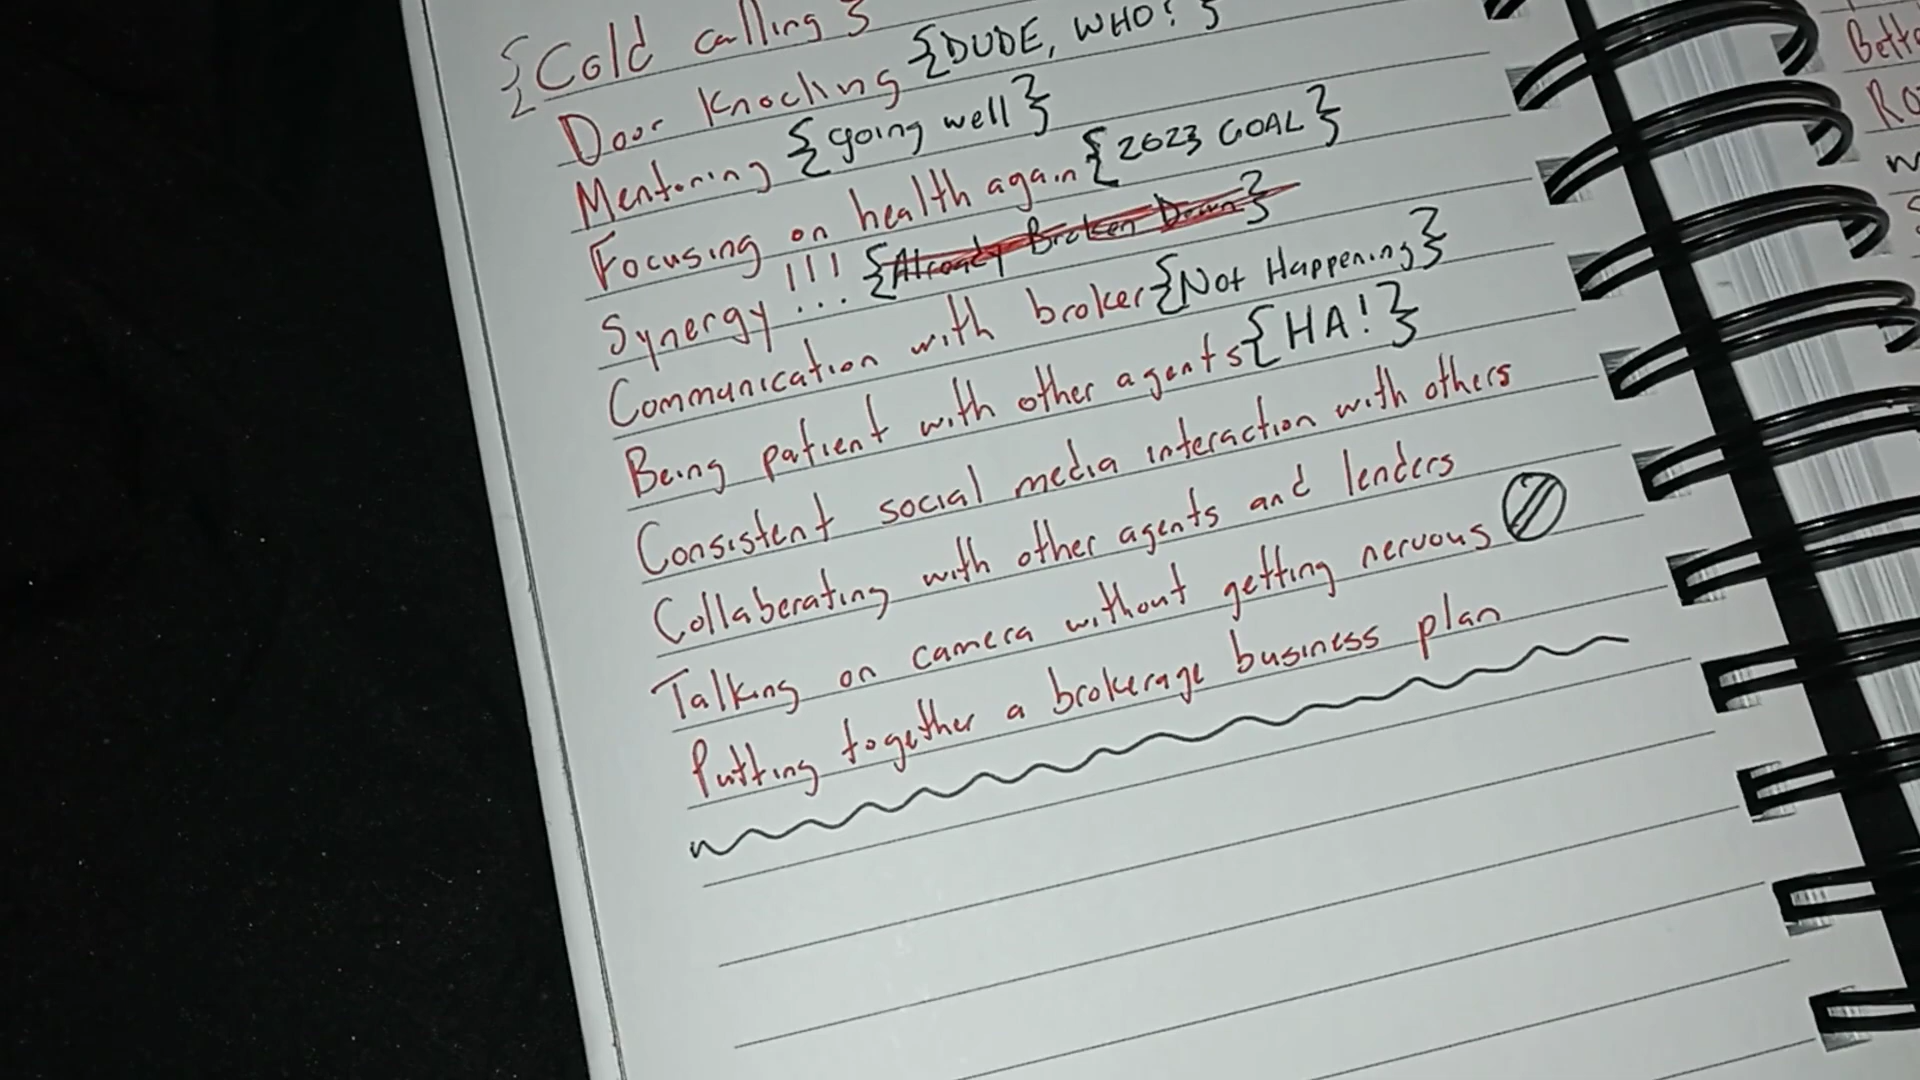 {Cold calling}
Door Knocking {DUDE, WHO?}
Mentoring {going well}
Focusing on health again {2023 GOAL}
Synergy!!! {Already Broken Down}
Communication with broker {Not Happening}
Being patient with other agents {HA!}
Consistent social media interaction with others
Collaberating with other agents and lenders
Talking on camera without getting nervous
Putting together a brokerage business plan